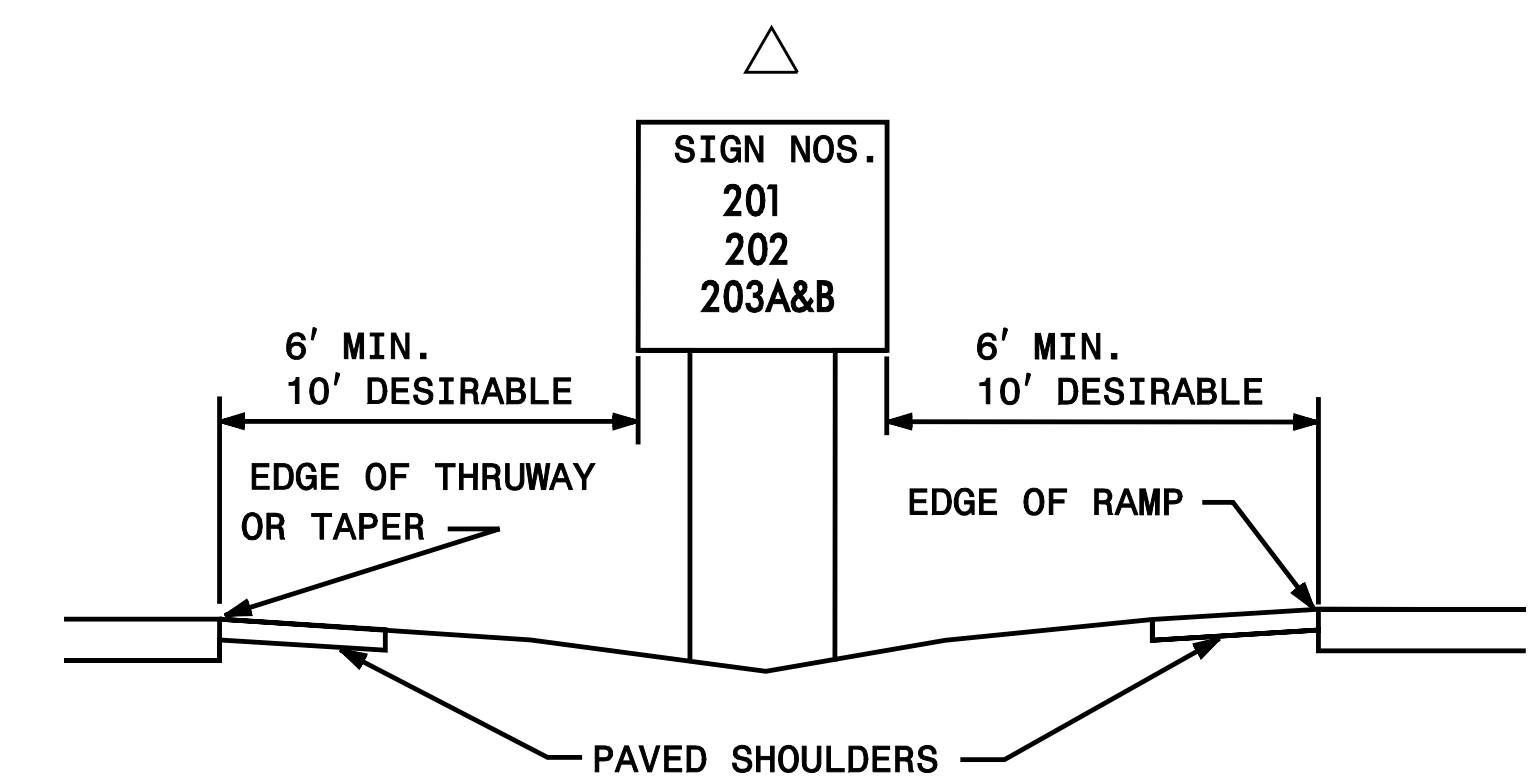 SIGN NOS.
201
202
203A&B
6' MIN.
10' DESIRABLE
6' MIN.
10' DESIRABLE
EDGE OF THRUWAY
OR TAPER
EDGE OF RAMP
PAVED SHOULDERS